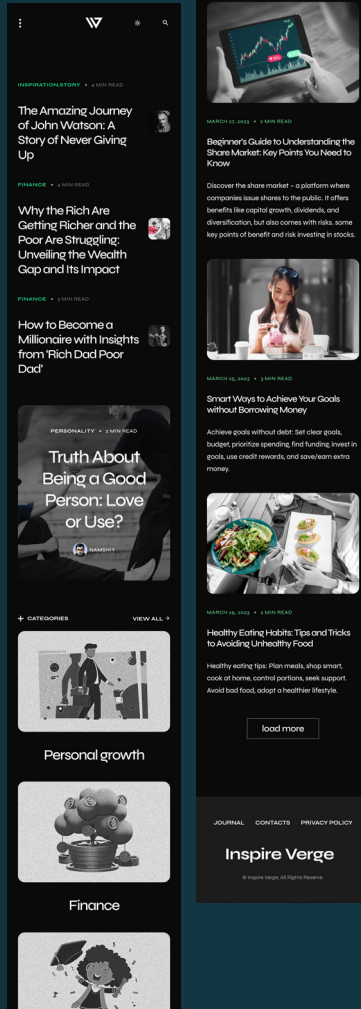 INSPIRATION,STORY • 4 MIN READ
The Amazing Journey
of John Watson: A
Story of Never Giving
Up
FINANCE • 4 MIN READ
Why the Rich Are
Getting Richer and the
Poor Are Struggling:
Unveiling the Wealth
Gap and Its Impact
FINANCE • 3 MIN READ
How to Become a
Millionaire with Insights
from 'Rich Dad Poor
Dad'
PERSONALITY • 2 MIN READ
Truth About
Being a Good
Person: Love
or Use?
NAMSHIY
+ CATEGORIES VIEW ALL →
Personal growth
Finance
MARCH 27, 2023 • 2 MIN READ
Beginner's Guide to Understanding the
Share Market: Key Points You Need to
Know
Discover the share market – a platform where
companies issue shares to the public. It offers
benefits like capital growth, dividends, and
diversification, but also comes with risks. some
key points of benefit and risk investing in stocks.
MARCH 25, 2023 • 3 MIN READ
Smart Ways to Achieve Your Goals
without Borrowing Money
Achieve goals without debt: Set clear goals,
budget, prioritize spending, find funding, invest in
goals, use credit rewards, and save/earn extra
money.
MARCH 25, 2023 • 2 MIN READ
Healthy Eating Habits: Tips and Tricks
to Avoiding Unhealthy Food
Healthy eating tips: Plan meals, shop smart,
cook at home, control portions, seek support.
Avoid bad food, adopt a healthier lifestyle.
load more
JOURNAL CONTACTS PRIVACY POLICY
Inspire Verge
© Inspire Verge, All Rights Reserve.